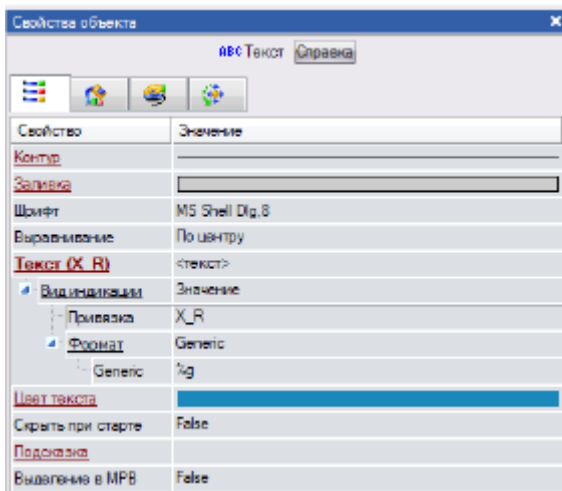 Свойства объекта
ABC Текст Справка
Свойство Значение
Контур
Заливка
Шрифт MS Shell Dlg,8
Выравнивание По центру
Текст (X_R) <текст>
Вид индикации Значение
Привязка X_R
Формат Generic
Generic %g
Цвет текста
Скрыть при старте False
Подсказка
Выделение в МРВ False